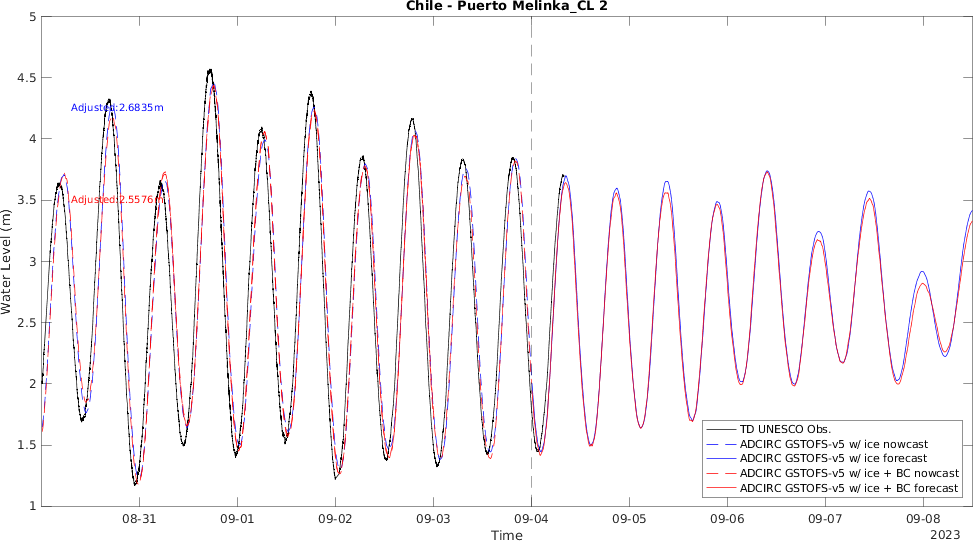 Chile - Puerto Melinka_CL 2
Water Level (m)
5
4.5
4
3.5
3
2.5
2
1.5
1
Adjusted:2.6835m
Adjusted:2.5576m
TD UNESCO Obs.
ADCIRC GSTOFS-v5 w/ ice nowcast
ADCIRC GSTOFS-v5 w/ ice forecast
ADCIRC GSTOFS-v5 w/ ice + BC nowcast
ADCIRC GSTOFS-v5 w/ ice + BC forecast
08-31 09-01 09-02 09-03 09-04 09-05 09-06 09-07 09-08
Time
2023